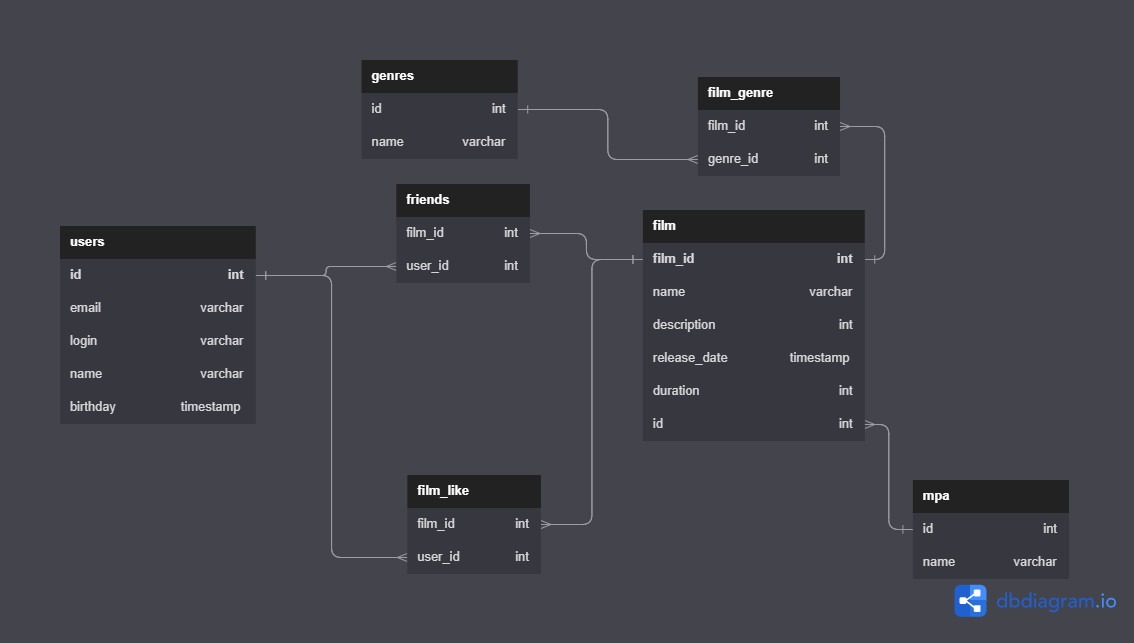 genres
id int
name varchar
film_genre
film_id int
genre_id int
friends
film_id int
user_id int
users
id int
email varchar
login varchar
name varchar
birthday timestamp
film
film_id int
name varchar
description int
release_date timestamp
duration int
id int
film_like
film_id int
user_id int
mpa
id int
name varchar
dbdiagram.io